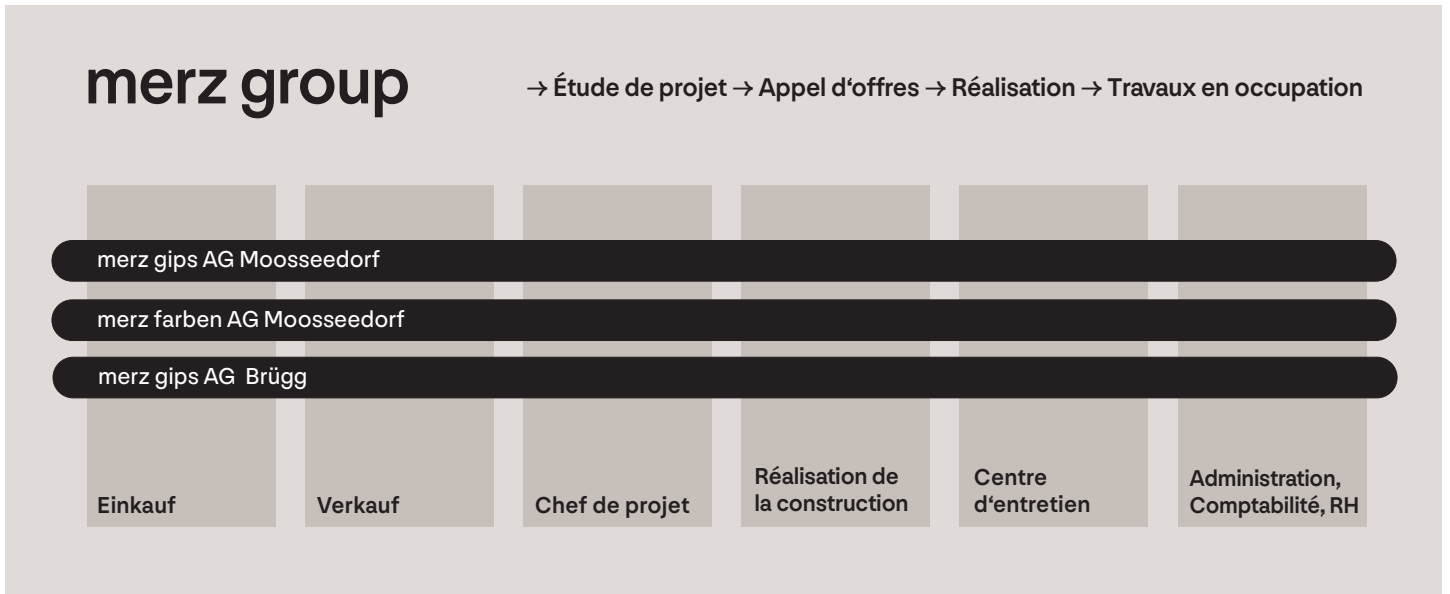 merz group
→ Étude de projet → Appel d‘offres → Réalisation → Travaux en occupation
merz gips AG Moosseedorf
merz farben AG Moosseedorf
merz gips AG  Brügg
Einkauf
Verkauf
Chef de projet
Réalisation de
la construction
Centre
d‘entretien
Administration,
Comptabilité, RH